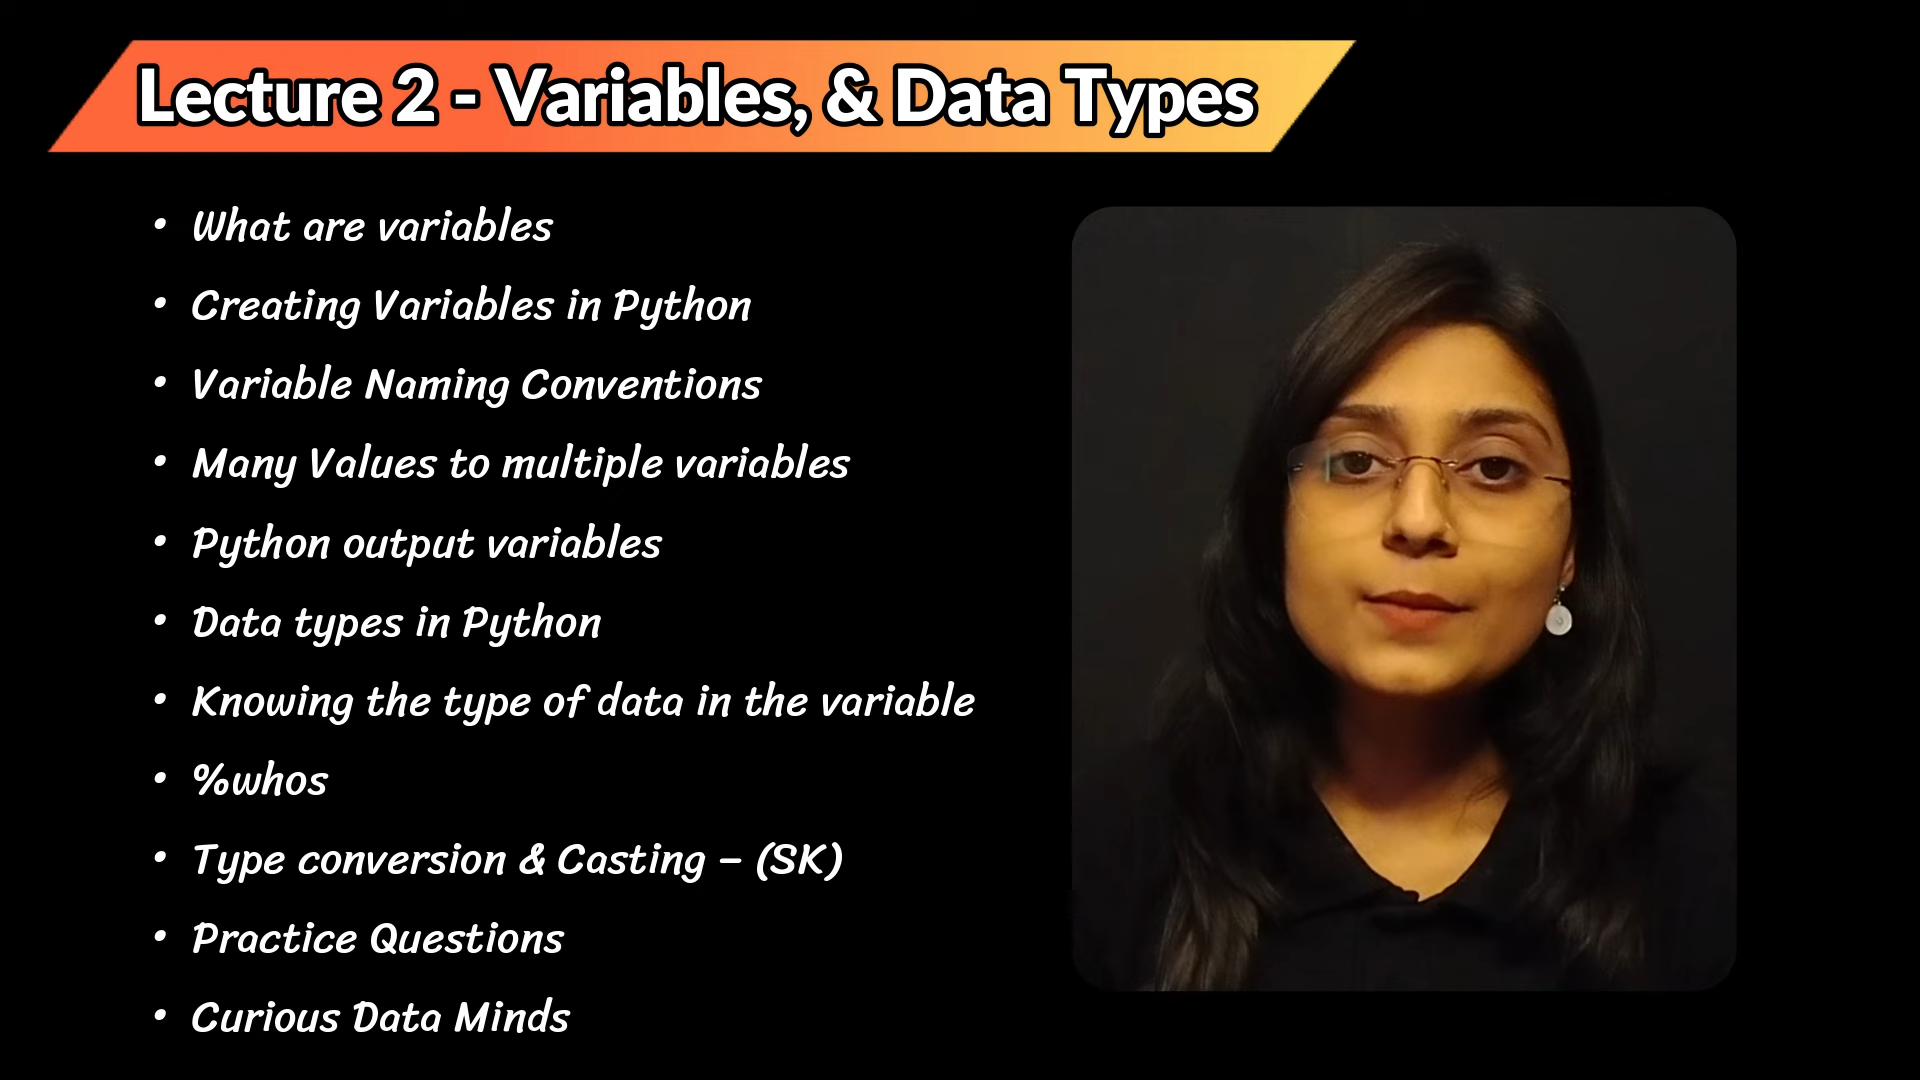 Lecture 2 - Variables, & Data Types
• What are variables
• Creating Variables in Python
• Variable Naming Conventions
• Many Values to multiple variables
• Python output variables
• Data types in Python
• Knowing the type of data in the variable
• %whos
• Type conversion & Casting – (SK)
• Practice Questions
• Curious Data Minds